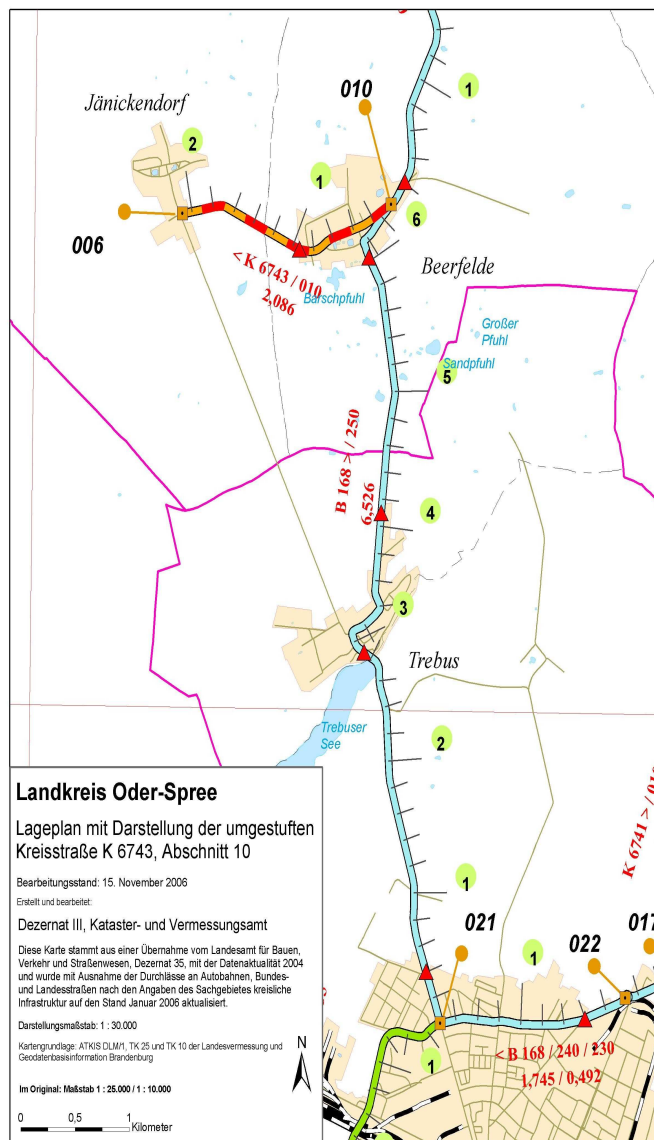 1
010
Jänickendorf
2
1
6
006
< K 6743 / 010
2,086
Barschpfuhl
Beerfelde
Großer
Pfuhl
Sandpfuhl
5
B 168 > / 250
6,526
4
3
Trebus
Trebuser
See
2
K 6741 > / 01
1
021
1
022
017
1
< B 168 / 240 / 230
1,745 / 0,492
Landkreis Oder-Spree
Lageplan mit Darstellung der umgestuften
Kreisstraße K 6743, Abschnitt 10
Bearbeitungsstand: 15. November 2006
Erstellt und bearbeitet:
Dezernat III, Kataster- und Vermessungsamt
Diese Karte stammt aus einer Übernahme vom Landesamt für Bauen,
Verkehr und Straßenwesen, Dezernat 35, mit der Datenaktualität 2004
und wurde mit Ausnahme der Durchlässe an Autobahnen, Bundes-
und Landesstraßen nach den Angaben des Sachgebietes kreisliche
Infrastruktur auf den Stand Januar 2006 aktualisiert.
Darstellungsmaßstab: 1 : 30.000
Kartengrundlage: ATKIS DLM/1, TK 25 und TK 10 der Landesvermessung und
Geodatenbasisinformation Brandenburg
N
Im Original: Maßstab 1 : 25.000 / 1 : 10.000
0 0,5 1
Kilometer